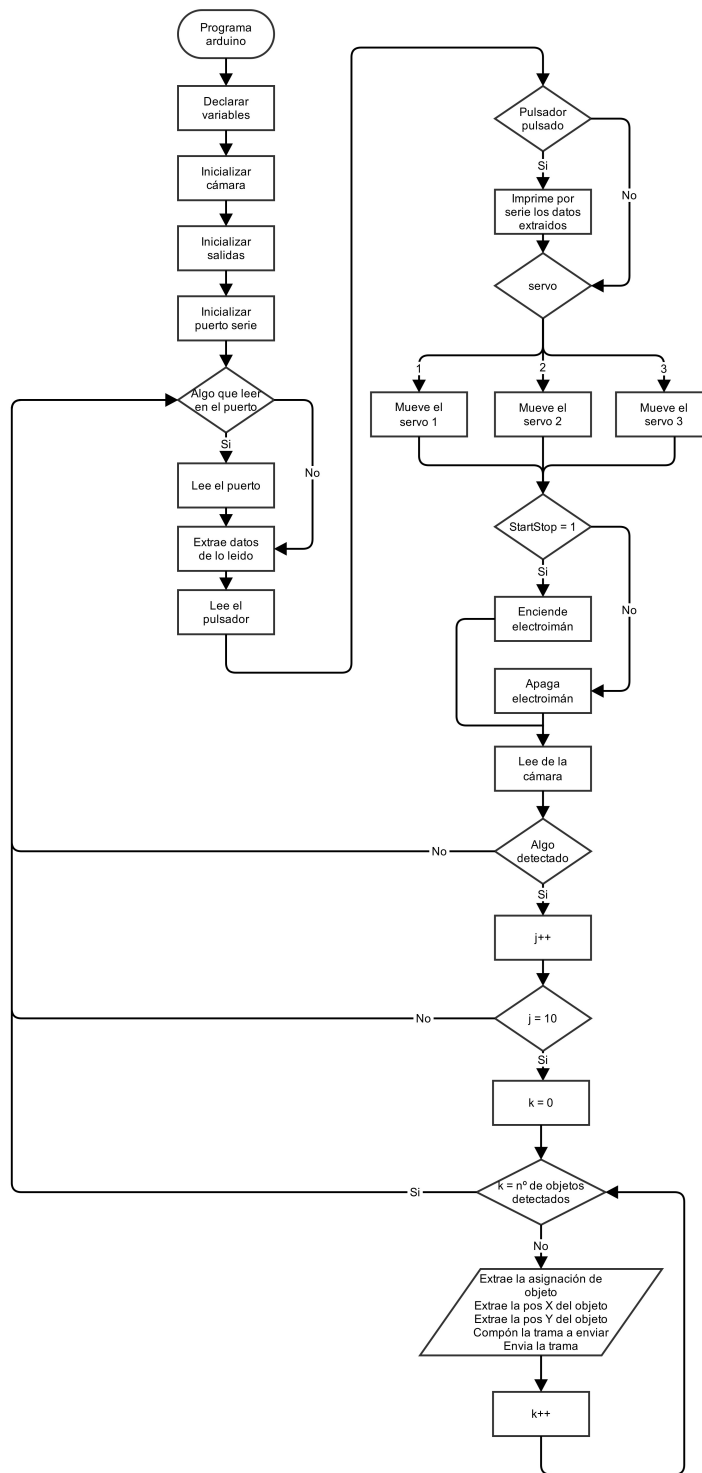 Programa
arduino
Declarar
variables
Inicializar
cámara
Inicializar
salidas
Inicializar
puerto serie
Algo que leer
en el puerto
Si
No
Lee el puerto
Extrae datos
de lo leido
Lee el
pulsador
Pulsador
pulsado
Si
No
Imprime por
serie los datos
extraidos
servo
1
2
3
Mueve el
servo 1
Mueve el
servo 2
Mueve el
servo 3
StartStop = 1
Si
No
Enciende
electroimán
Apaga
electroimán
Lee de la
cámara
Algo
detectado
No
Si
j++
j = 10
No
Si
k = 0
k = nº de objetos
detectados
Si
No
Extrae la asignación de
objeto
Extrae la pos X del objeto
Extrae la pos Y del objeto
Compón la trama a enviar
Envia la trama
k++